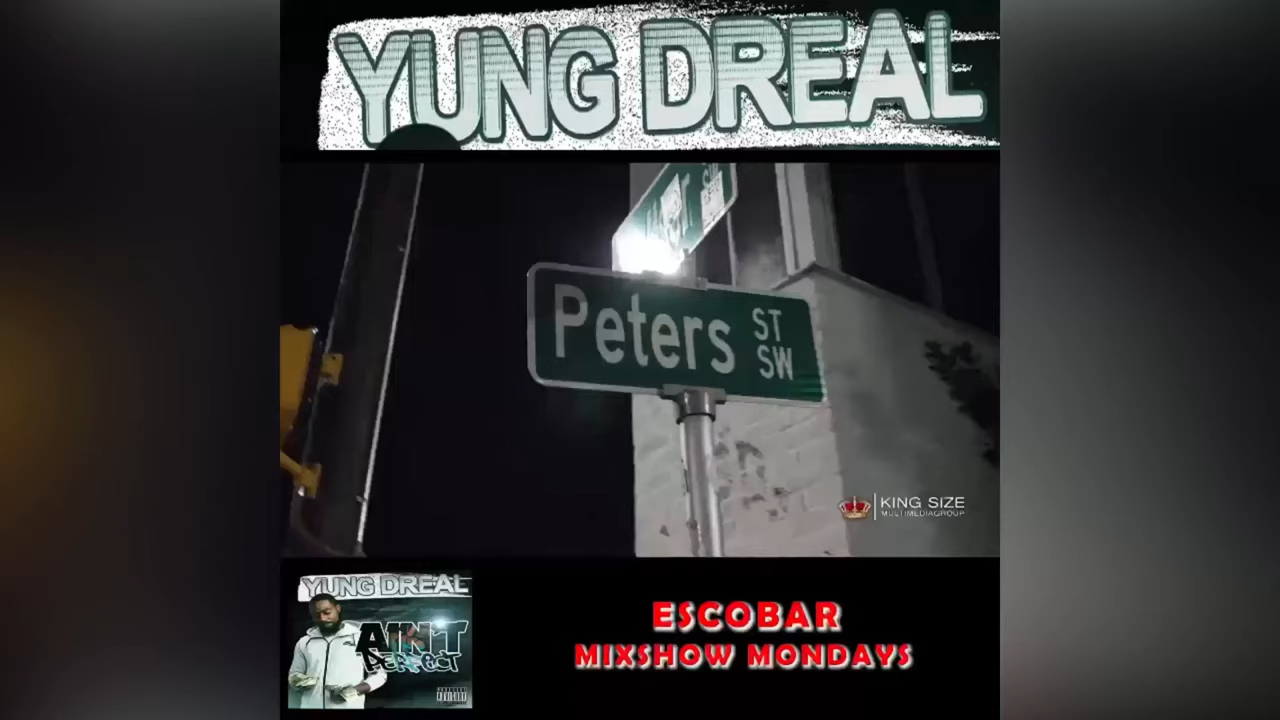 YUNG DREAL
Peters ST SW
KING SIZE
MULTIMEDIAGROUP
YUNG DREAL
AIN'T
PERFECT
ESCOBAR
MIXSHOW MONDAYS